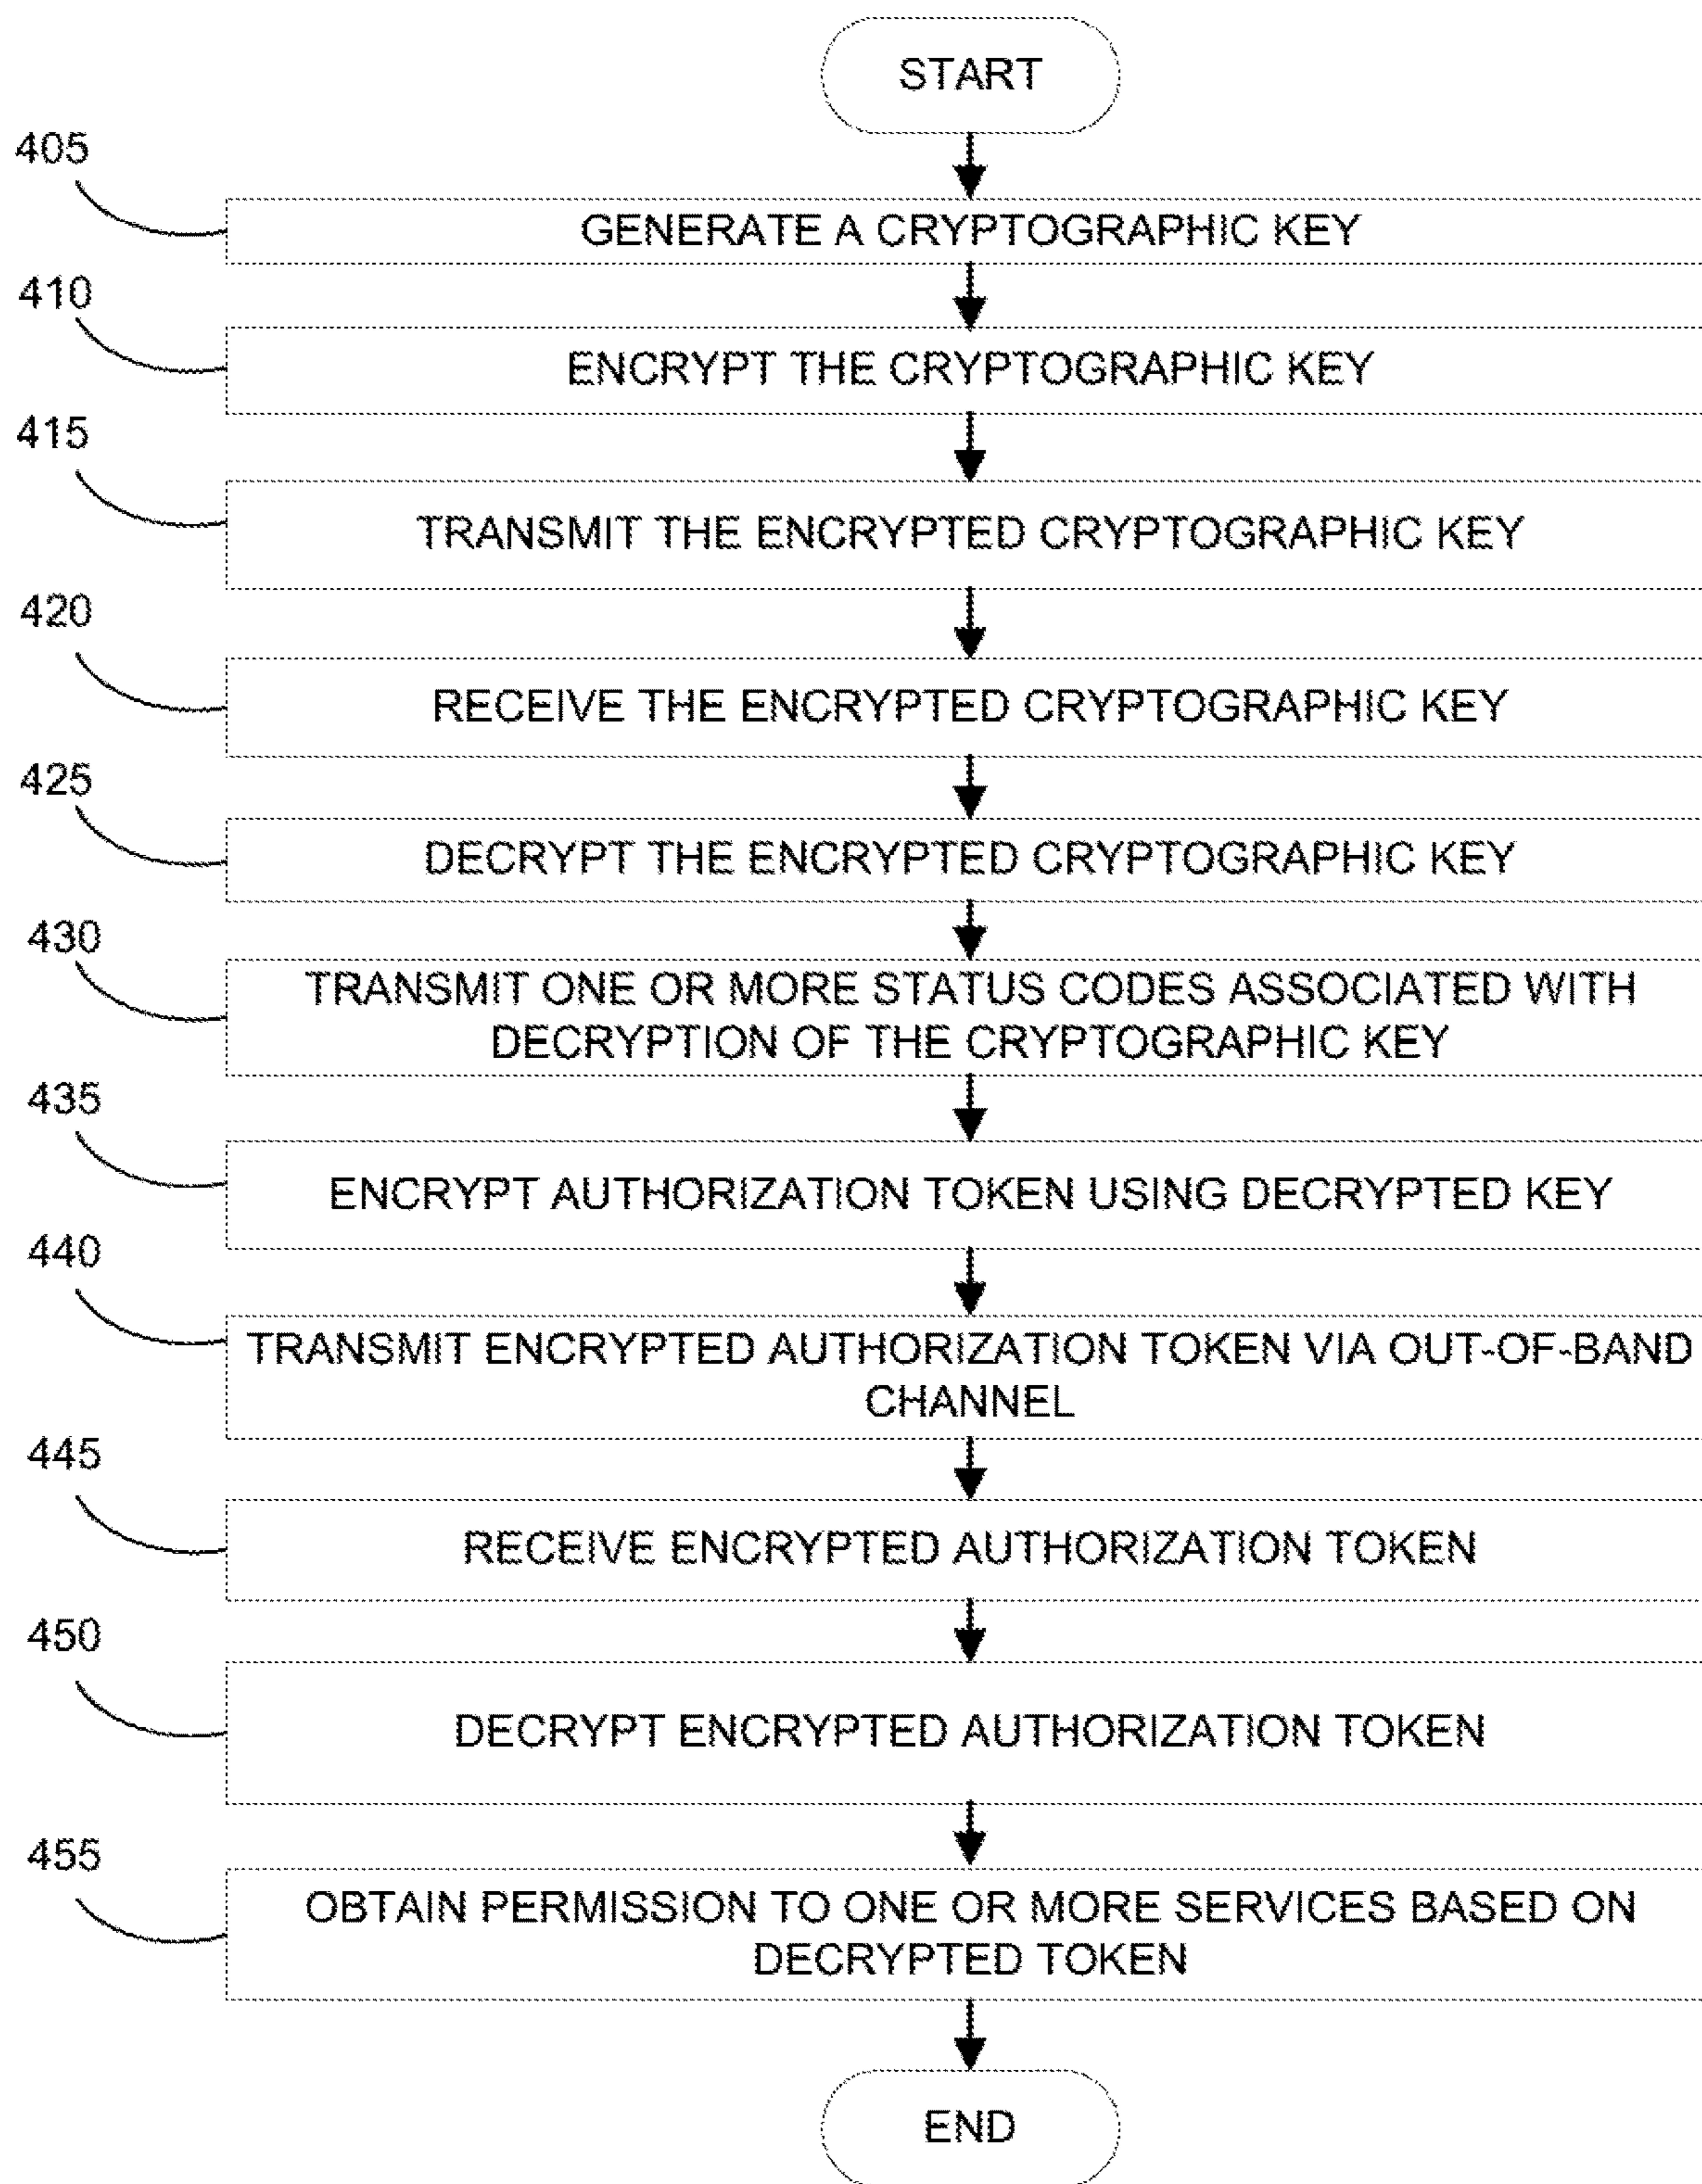 START
405
GENERATE A CRYPTOGRAPHIC KEY
410
ENCRYPT THE CRYPTOGRAPHIC KEY
415
TRANSMIT THE ENCRYPTED CRYPTOGRAPHIC KEY
420
RECEIVE THE ENCRYPTED CRYPTOGRAPHIC KEY
425
DECRYPT THE ENCRYPTED CRYPTOGRAPHIC KEY
430
TRANSMIT ONE OR MORE STATUS CODES ASSOCIATED WITH
DECRYPTION OF THE CRYPTOGRAPHIC KEY
435
ENCRYPT AUTHORIZATION TOKEN USING DECRYPTED KEY
440
TRANSMIT ENCRYPTED AUTHORIZATION TOKEN VIA OUT-OF-BAND
CHANNEL
445
RECEIVE ENCRYPTED AUTHORIZATION TOKEN
450
DECRYPT ENCRYPTED AUTHORIZATION TOKEN
455
OBTAIN PERMISSION TO ONE OR MORE SERVICES BASED ON
DECRYPTED TOKEN
END